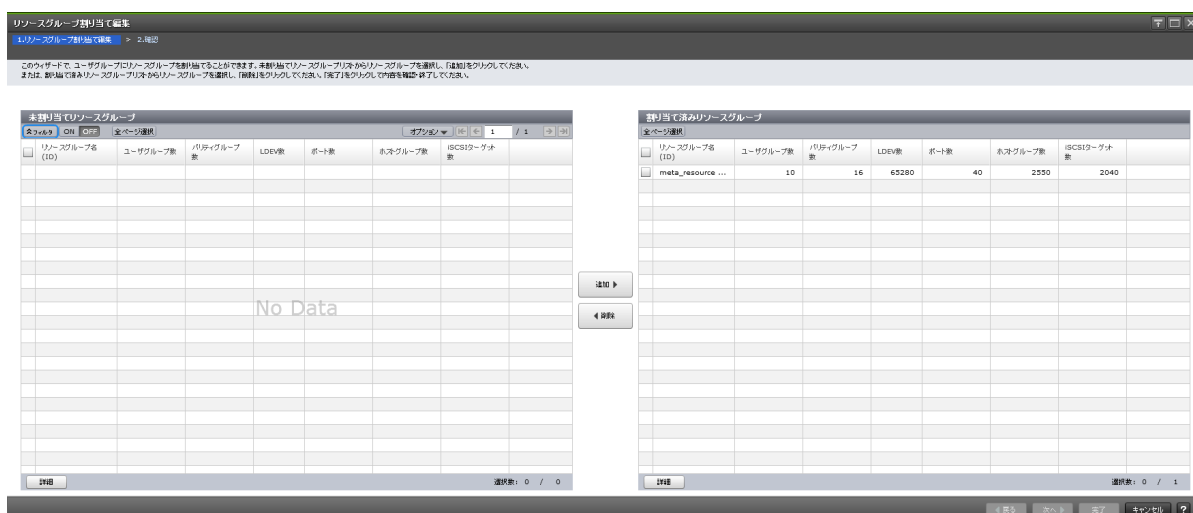 リソースグループ割り当て編集
1.リソースグループ割り当て編集 > 2.確認
このウィザードで、ユーザグループにリソースグループを割り当てることができます。未割り当てリソースグループリストからリソースグループを選択し、「追加」をクリックしてください。
または、割り当て済みリソースグループリストからリソースグループを選択し、「削除」をクリックしてください。「完了」をクリックして内容を確認・終了してください。
未割り当てリソースグループ
フィルタ ON OFF 全ページ選択 オプション 1 / 1
リソースグループ名 (ID) ユーザグループ数 パリティグループ数 LDEV数 ポート数 ホストグループ数 iSCSIターゲット数
No Data
詳細 選択数: 0 / 0
追加
削除
割り当て済みリソースグループ
全ページ選択
リソースグループ名 (ID) ユーザグループ数 パリティグループ数 LDEV数 ポート数 ホストグループ数 iSCSIターゲット数
meta_resource ... 10 16 65280 40 2550 2040
詳細 選択数: 0 / 1
戻る 次へ 完了 キャンセル ?